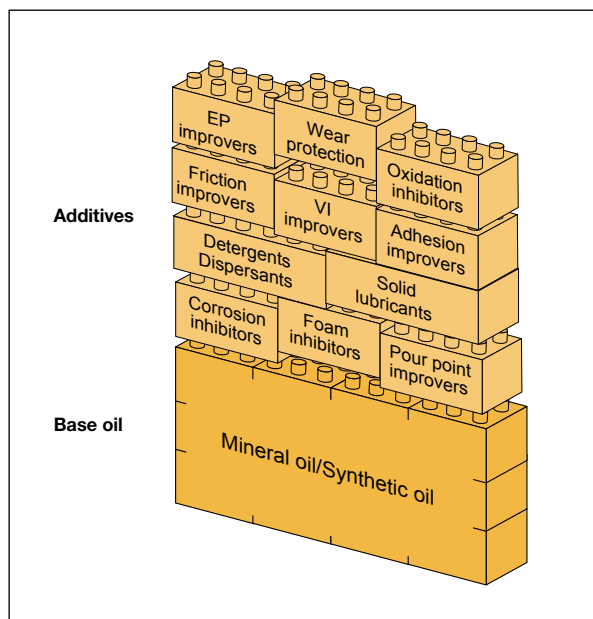 EP
improvers
Wear
protection
Oxidation
inhibitors
Friction
improvers
VI
improvers
Adhesion
improvers
Additives
Detergents
Dispersants
Solid
lubricants
Corrosion
inhibitors
Foam
inhibitors
Pour point
improvers
Base oil
Mineral oil/Synthetic oil